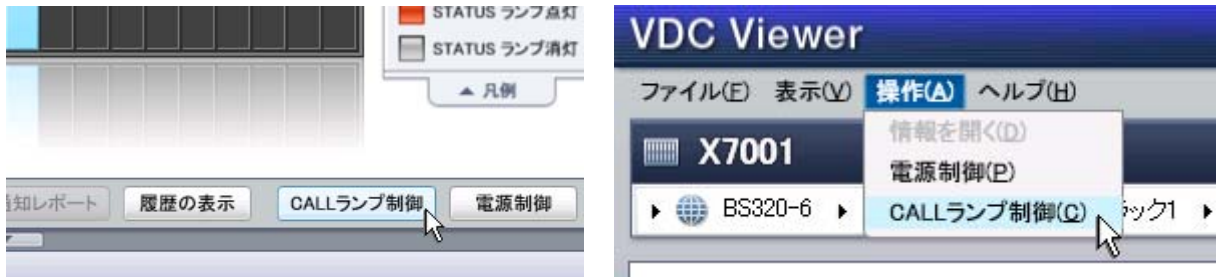 STATUS ランプ点灯
STATUS ランプ消灯
▲ 凡例
知レポート
履歴の表示
CALLランプ制御
電源制御
VDC Viewer
ファイル(F) 表示(V) 操作(A) ヘルプ(H)
情報を開く(D)
X7001
電源制御(P)
BS320-6
CALLランプ制御(C)
ラック1